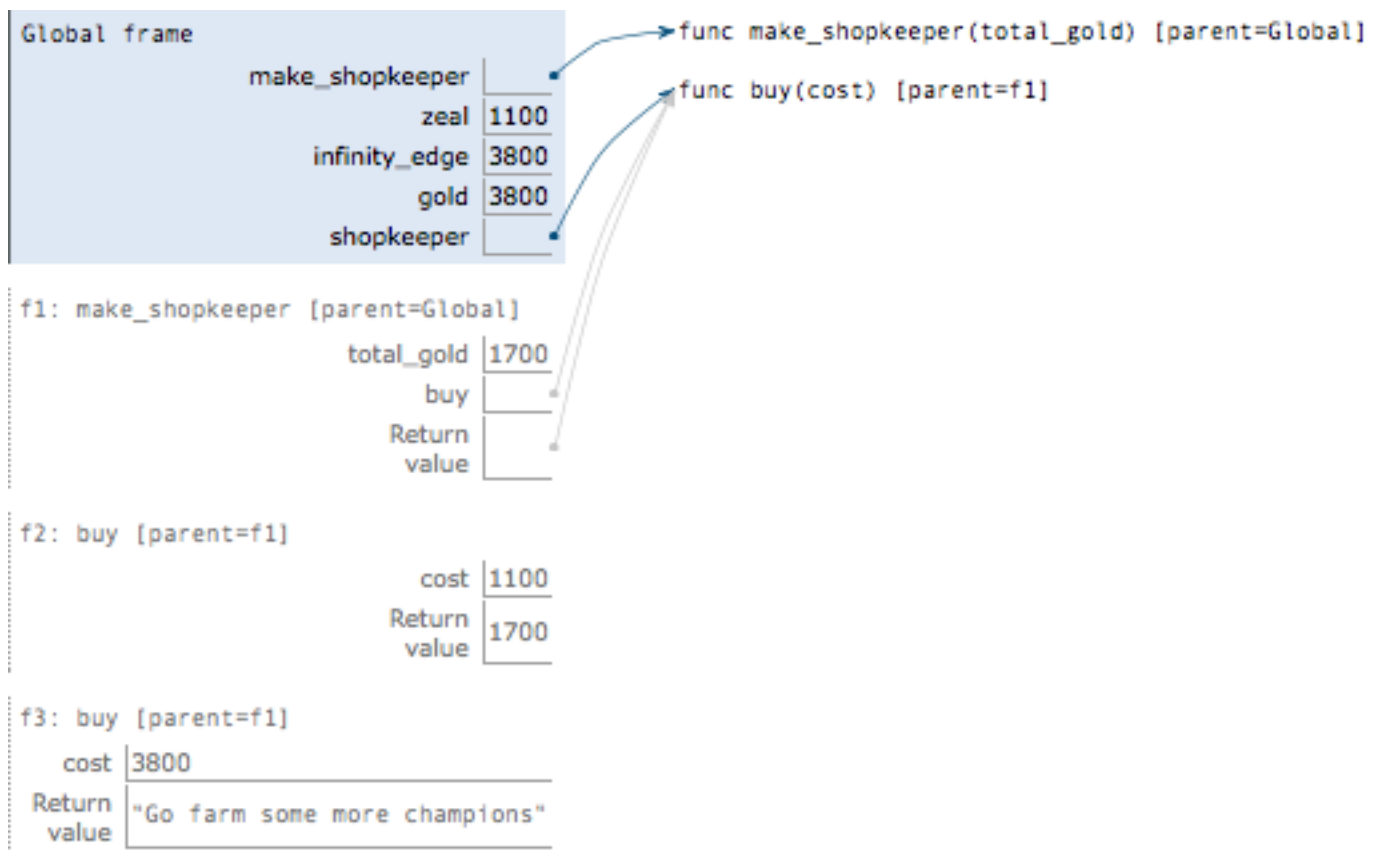 Global frame
func make_shopkeeper(total_gold) [parent=Global]
make_shopkeeper
func buy(cost) [parent=f1]
zeal 1100
infinity_edge 3800
gold 3800
shopkeeper
f1: make_shopkeeper [parent=Global]
total_gold 1700
buy
Return
value
f2: buy [parent=f1]
cost 1100
Return
value 1700
f3: buy [parent=f1]
cost 3800
Return
value "Go farm some more champions"